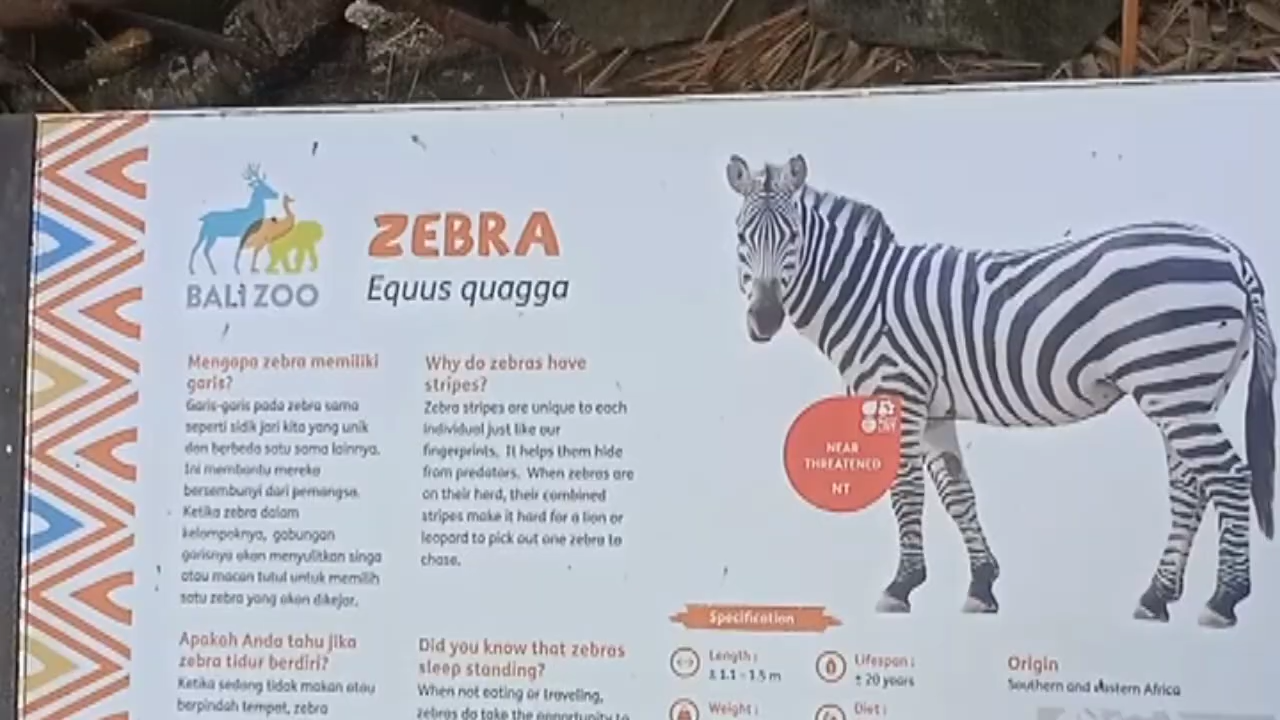 BALi ZOO
ZEBRA
Equus quagga
Mengapa zebra memiliki
garis?
Garis-garis pada zebra sama
seperti sidik jari kita yang unik
dan berbeda satu sama lainnya.
Ini membantu mereka
bersembunyi dari pemangsa.
Ketika zebra dalam
kelompoknya, gabungan
garisnya akan menyulitkan singa
atau macan tutul untuk memilih
satu zebra yang akan dikejar.
Apakah Anda tahu jika
zebra tidur berdiri?
Ketika sedang tidak makan atau
berpindah tempat, zebra
Why do zebras have
stripes?
Zebra stripes are unique to each
individual just like our
fingerprints. It helps them hide
from predators. When zebras are
on their herd, their combined
stripes make it hard for a lion or
leopard to pick out one zebra to
chase.
Did you know that zebras
sleep standing?
When not eating or traveling,
zebras do take the opportunity to
NEAR
THREATENED
NT
Specification
Length :
± 1.1 - 1.5 m
Lifespan :
± 20 years
Weight :
Diet :
Origin
Southern and Eastern Africa